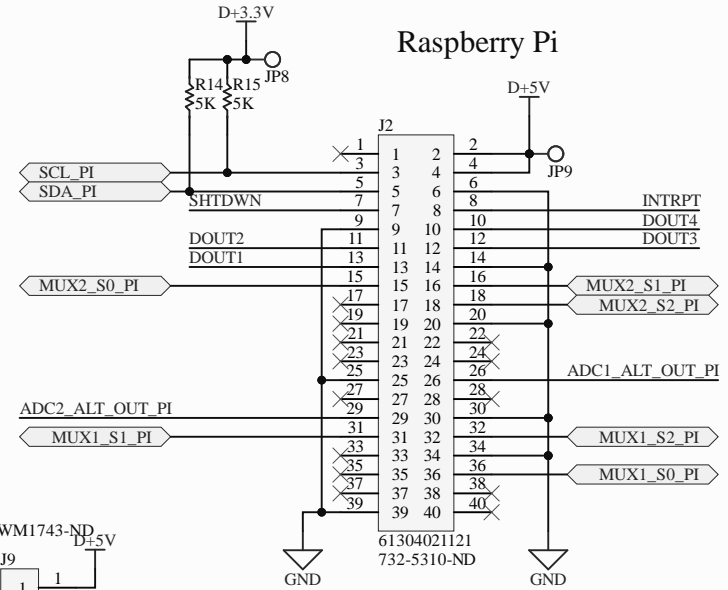 D+3.3V
Raspberry Pi
JP8
R14 R15
5K 5K
D+5V
J2
JP9
1 1 2 2
SCL_PI 3 3 4 4
SDA_PI 5 5 6 6
SHTDWN 7 7 8 8 INTRPT
9 9 10 10 DOUT4
DOUT2 11 11 12 12 DOUT3
DOUT1 13 13 14 14
MUX2_S0_PI 15 15 16 16 MUX2_S1_PI
17 17 18 18 MUX2_S2_PI
19 19 20 20
21 21 22 22
23 23 24 24
25 25 26 26 ADC1_ALT_OUT_PI
27 27 28 28
ADC2_ALT_OUT_PI 29 29 30 30
MUX1_S1_PI 31 31 32 32 MUX1_S2_PI
33 33 34 34
35 35 36 36 MUX1_S0_PI
37 37 38 38
39 39 40 40
61304021121
732-5310-ND
GND GND
WM1743-ND
D+5V
J9
1 1